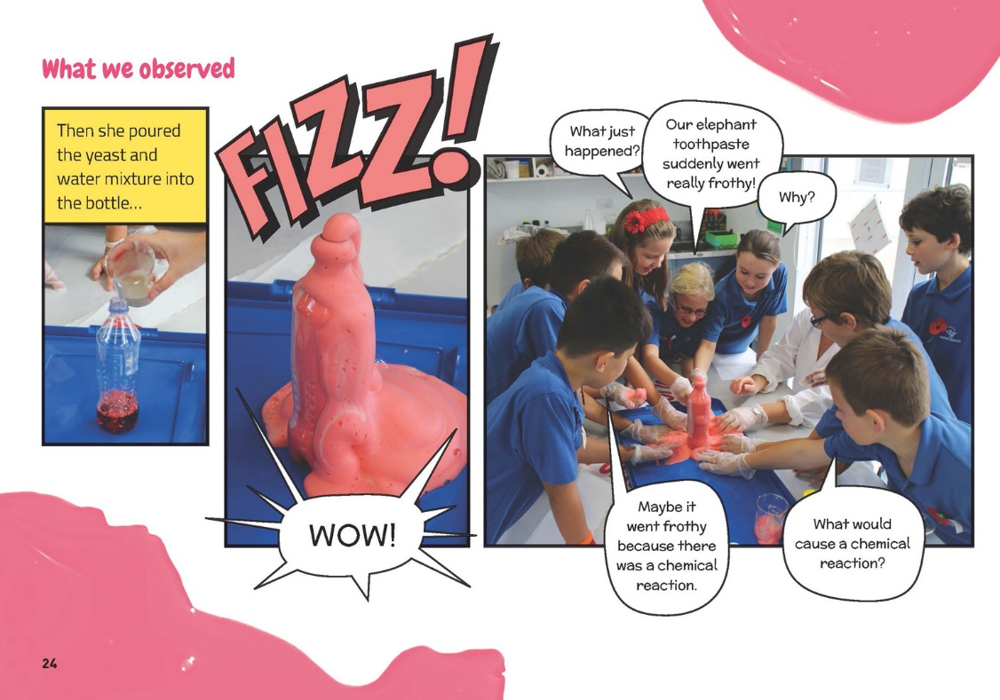 What we observed
Then she poured
the yeast and
water mixture into
the bottle...
FIZZ!
WOW!
What just
happened?
Our elephant
toothpaste
suddenly went
really frothy!
Why?
Maybe it
went frothy
because there
was a chemical
reaction.
What would
cause a chemical
reaction?
24